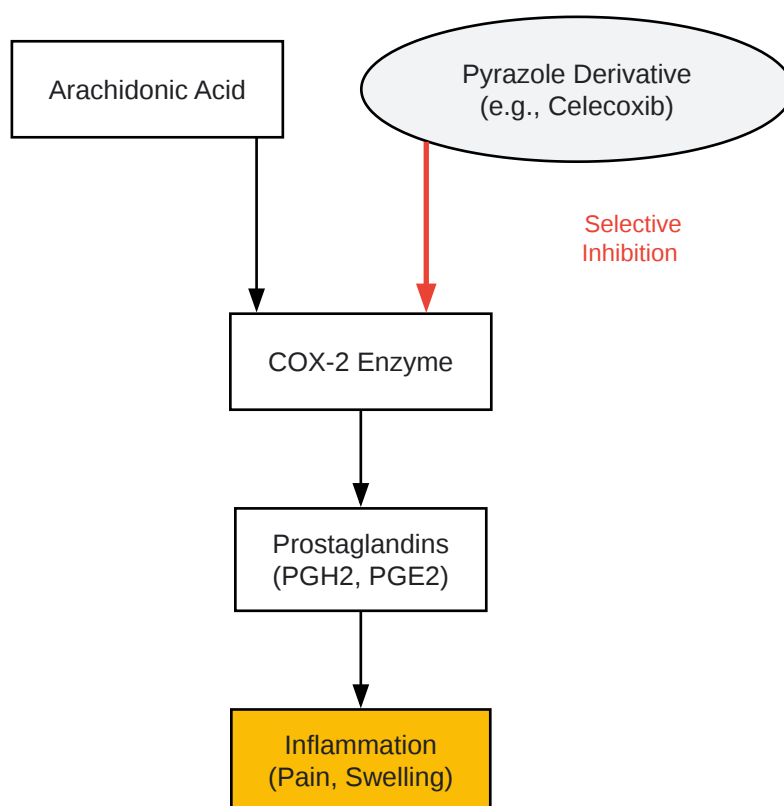 Arachidonic Acid
Pyrazole Derivative
(e.g., Celecoxib)
Selective
Inhibition
COX-2 Enzyme
Prostaglandins
(PGH2, PGE2)
Inflammation
(Pain, Swelling)